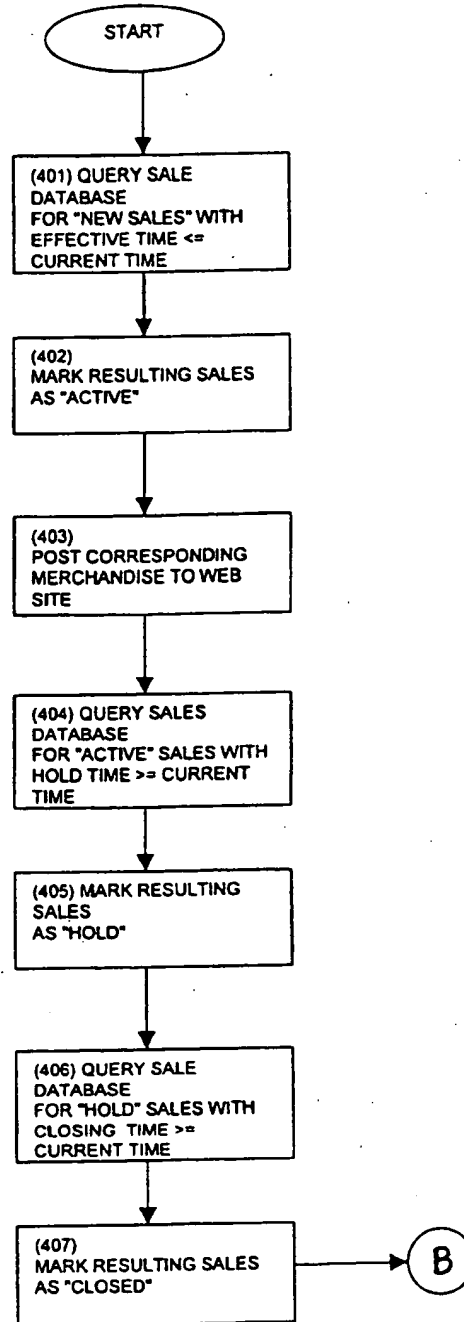 START
(401) QUERY SALE
DATABASE
FOR "NEW SALES" WITH
EFFECTIVE TIME <=
CURRENT TIME
(402)
MARK RESULTING SALES
AS "ACTIVE"
(403)
POST CORRESPONDING
MERCHANDISE TO WEB
SITE
(404) QUERY SALES
DATABASE
FOR "ACTIVE" SALES WITH
HOLD TIME >= CURRENT
TIME
(405) MARK RESULTING
SALES
AS "HOLD"
(406) QUERY SALE
DATABASE
FOR "HOLD" SALES WITH
CLOSING TIME >=
CURRENT TIME
(407)
MARK RESULTING SALES
AS "CLOSED"
B